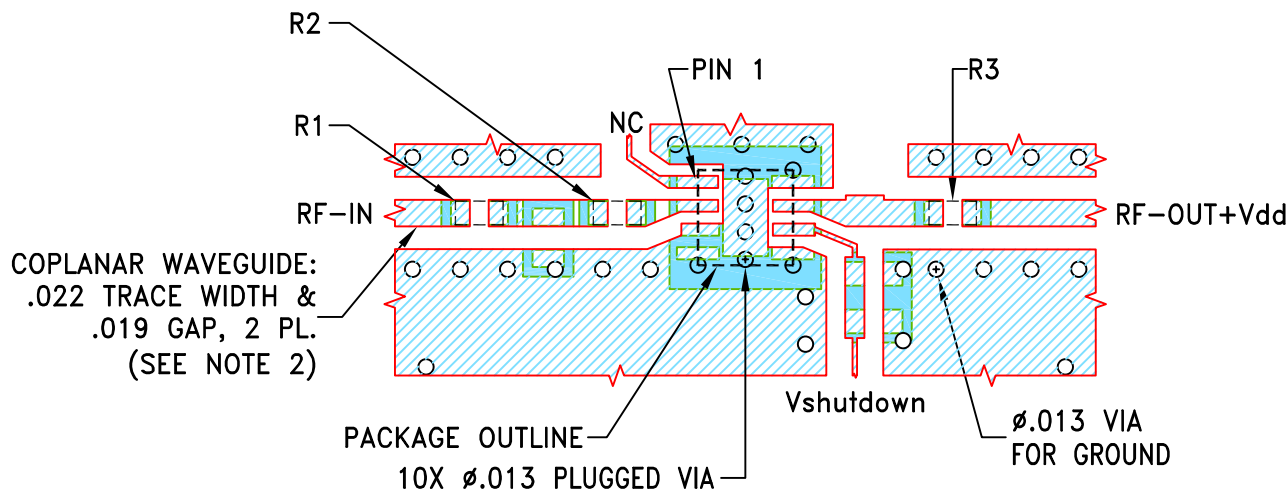 R2
PIN 1
R3
R1
NC
RF-IN
RF-OUT+Vdd
COPLANAR WAVEGUIDE:
.022 TRACE WIDTH &
.019 GAP, 2 PL.
(SEE NOTE 2)
Vshutdown
PACKAGE OUTLINE
10X ⌀.013 PLUGGED VIA
⌀.013 VIA
FOR GROUND